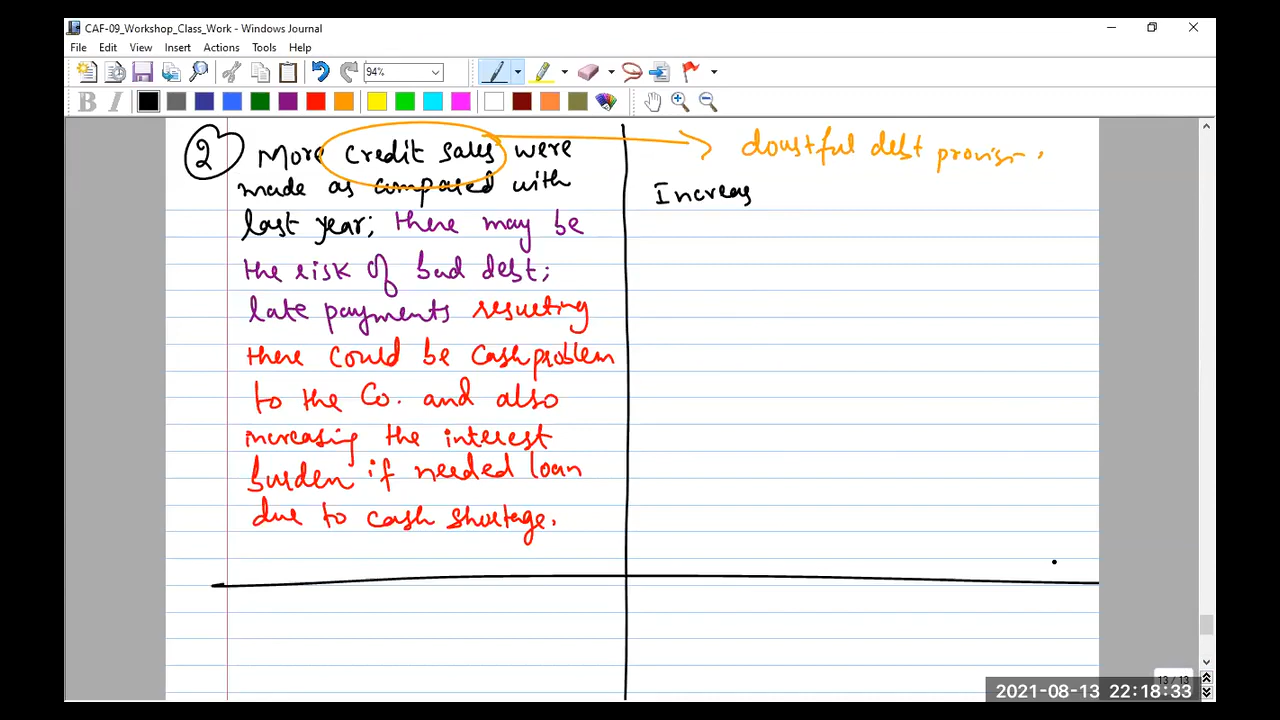 CAF-09_Workshop_Class_Work - Windows Journal
File Edit View Insert Actions Tools Help
94%
B I
2 More credit sales were
made as compared with
last year; there may be
the risk of bad debt;
late payments resulting
there could be cash problem
to the Co. and also
increasing the interest
burden if needed loan
due to cash shortage.
doubtful debt provision.
Increas
13 / 13
2021-08-13 22:18:33